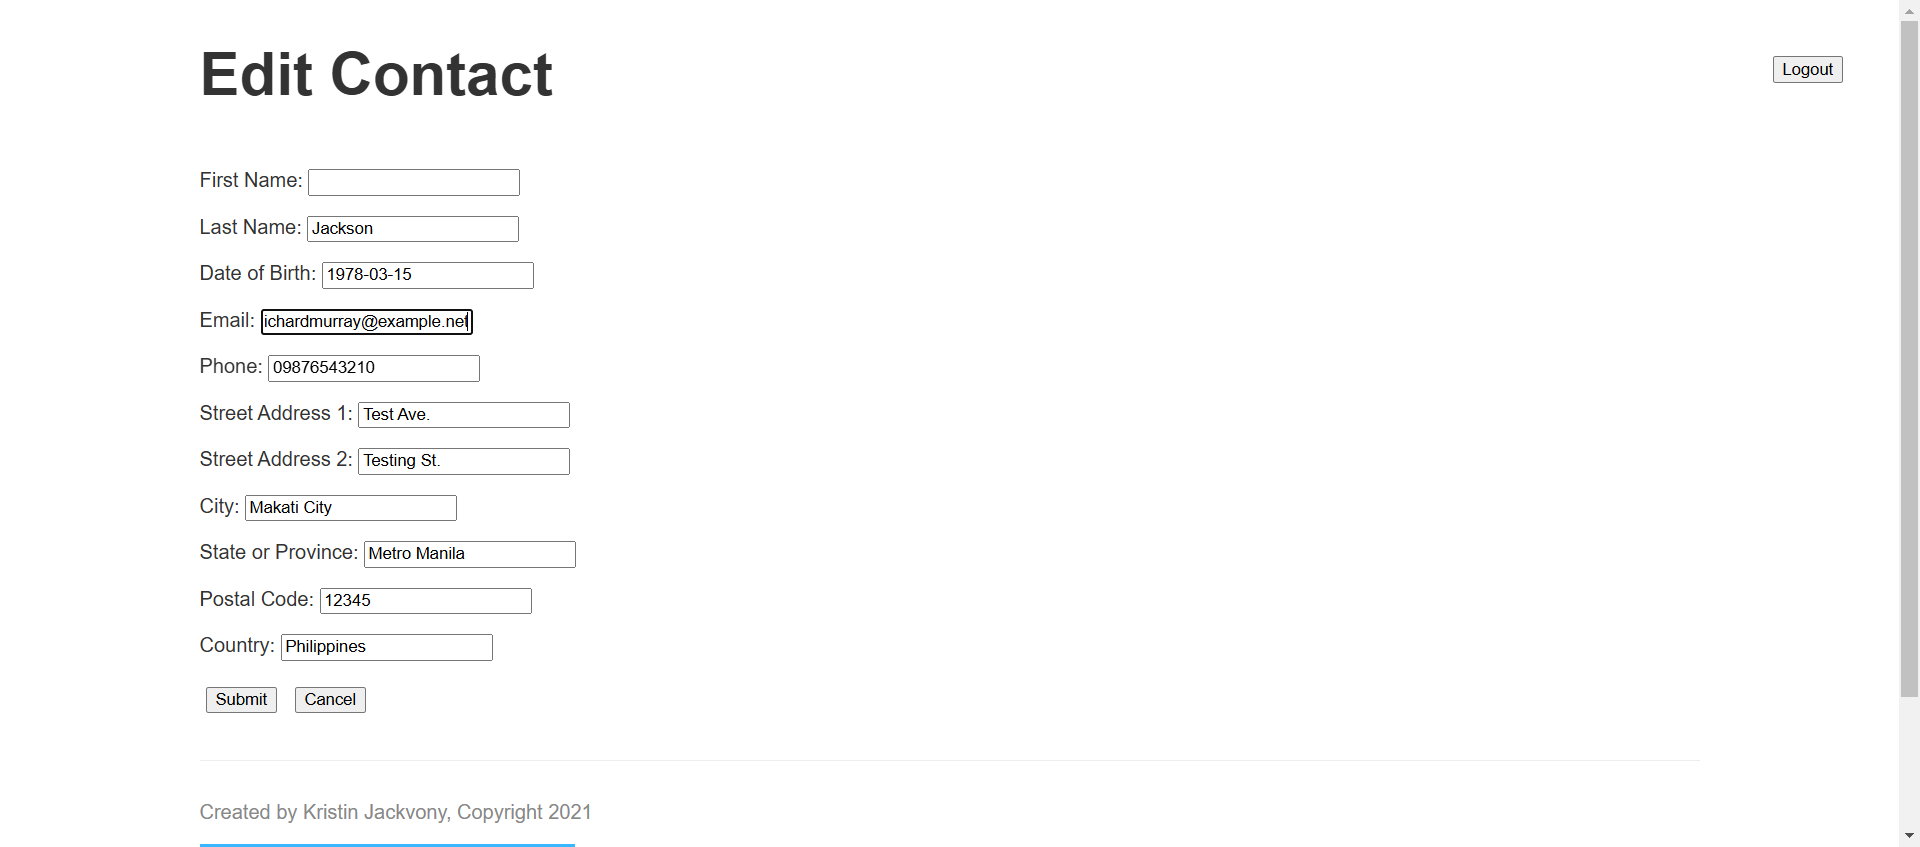 Edit Contact
Logout
First Name:
Last Name: Jackson
Date of Birth: 1978-03-15
Email: ichardmurray@example.net
Phone: 09876543210
Street Address 1: Test Ave.
Street Address 2: Testing St.
City: Makati City
State or Province: Metro Manila
Postal Code: 12345
Country: Philippines
Submit Cancel
Created by Kristin Jackvony, Copyright 2021